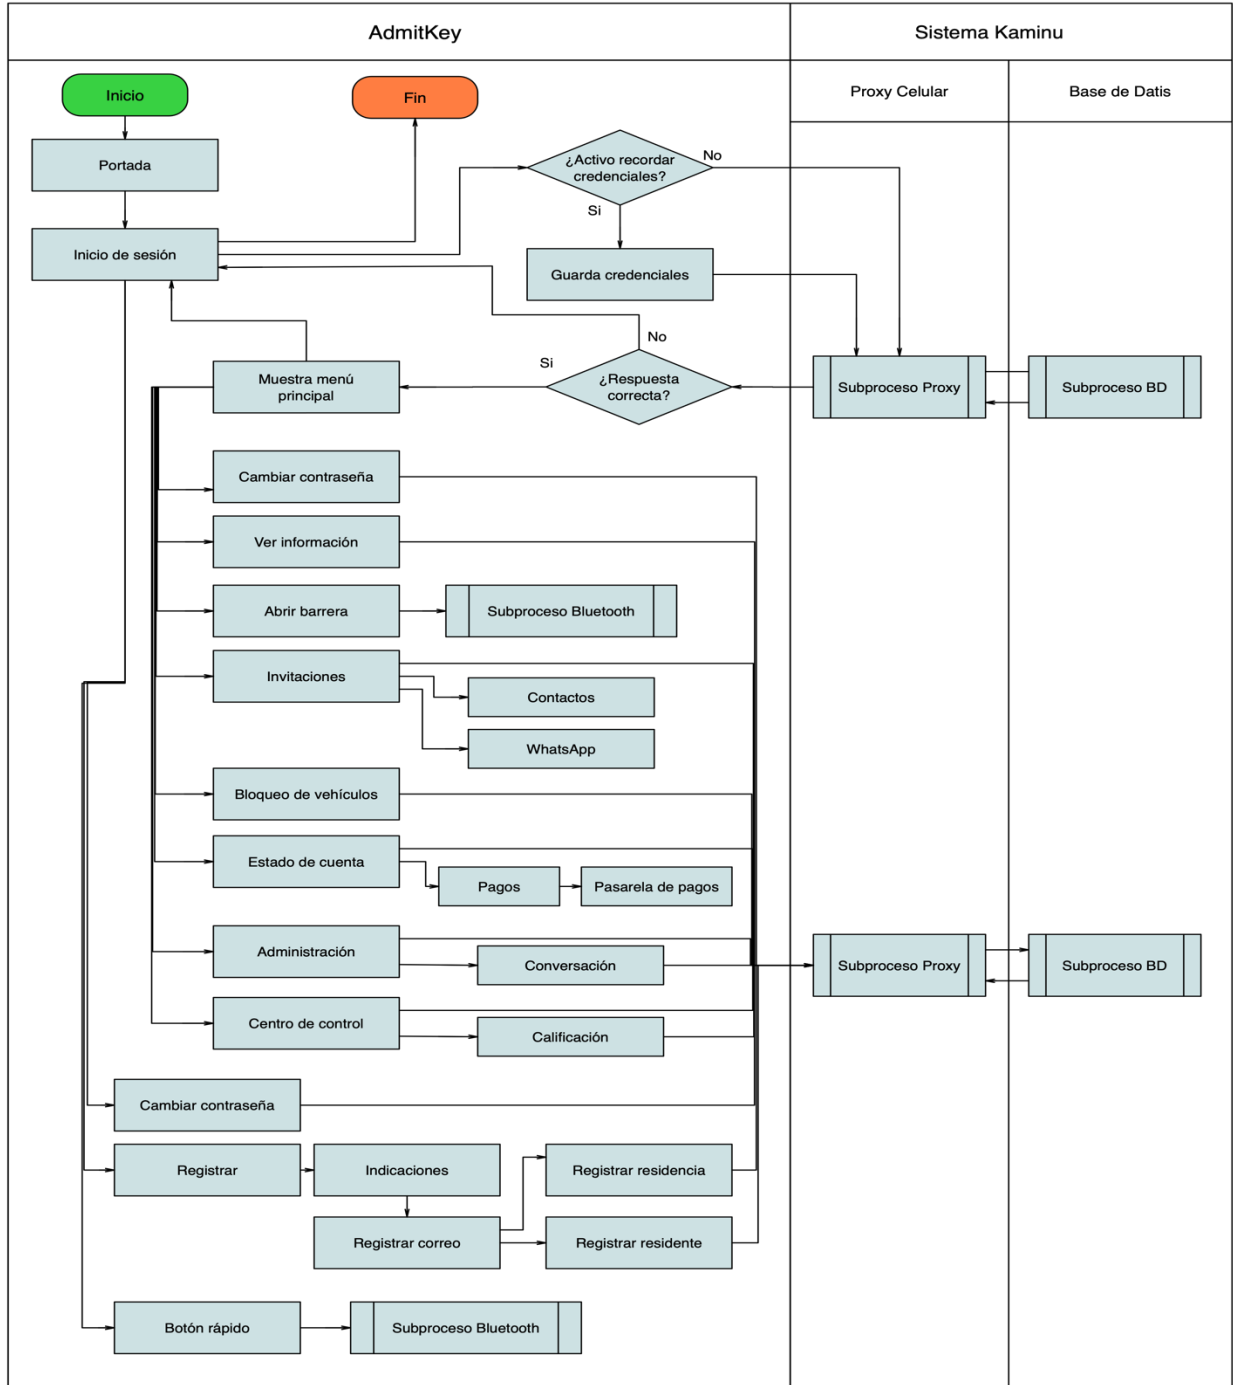 AdmitKey
Sistema Kaminu
Proxy Celular
Base de Datis
Inicio
Fin
Portada
¿Activo recordar
credenciales?
No
Si
Inicio de sesión
Guarda credenciales
No
Si
Muestra menú
principal
¿Respuesta
correcta?
Subproceso Proxy
Subproceso BD
Cambiar contraseña
Ver información
Abrir barrera
Subproceso Bluetooth
Invitaciones
Contactos
WhatsApp
Bloqueo de vehículos
Estado de cuenta
Pagos
Pasarela de pagos
Administración
Conversación
Subproceso Proxy
Subproceso BD
Centro de control
Calificación
Cambiar contraseña
Registrar
Indicaciones
Registrar residencia
Registrar correo
Registrar residente
Botón rápido
Subproceso Bluetooth